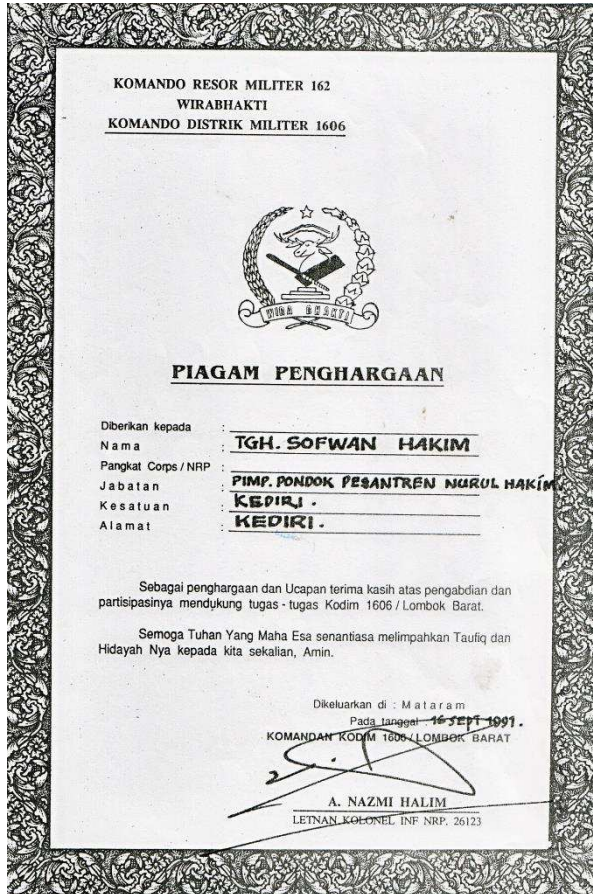 KOMANDO RESOR MILITER 162
WIRABHAKTI
KOMANDO DISTRIK MILITER 1606
WIRA BHAKTI
PIAGAM PENGHARGAAN
Diberikan kepada :
Nama : TGH. SOFWAN HAKIM
Pangkat Corps / NRP :
Jabatan : PIMP. PONDOK PESANTREN NURUL HAKIM.
Kesatuan : KEDIRI.
Alamat : KEDIRI.
Sebagai penghargaan dan Ucapan terima kasih atas pengabdian dan
partisipasinya mendukung tugas - tugas Kodim 1606 / Lombok Barat.
Semoga Tuhan Yang Maha Esa senantiasa melimpahkan Taufiq dan
Hidayah Nya kepada kita sekalian, Amin.
Dikeluarkan di : Mataram
Pada tanggal 16 SEPT 1991.
KOMANDAN KODIM 1606 / LOMBOK BARAT
A. NAZMI HALIM
LETNAN KOLONEL INF NRP. 26123